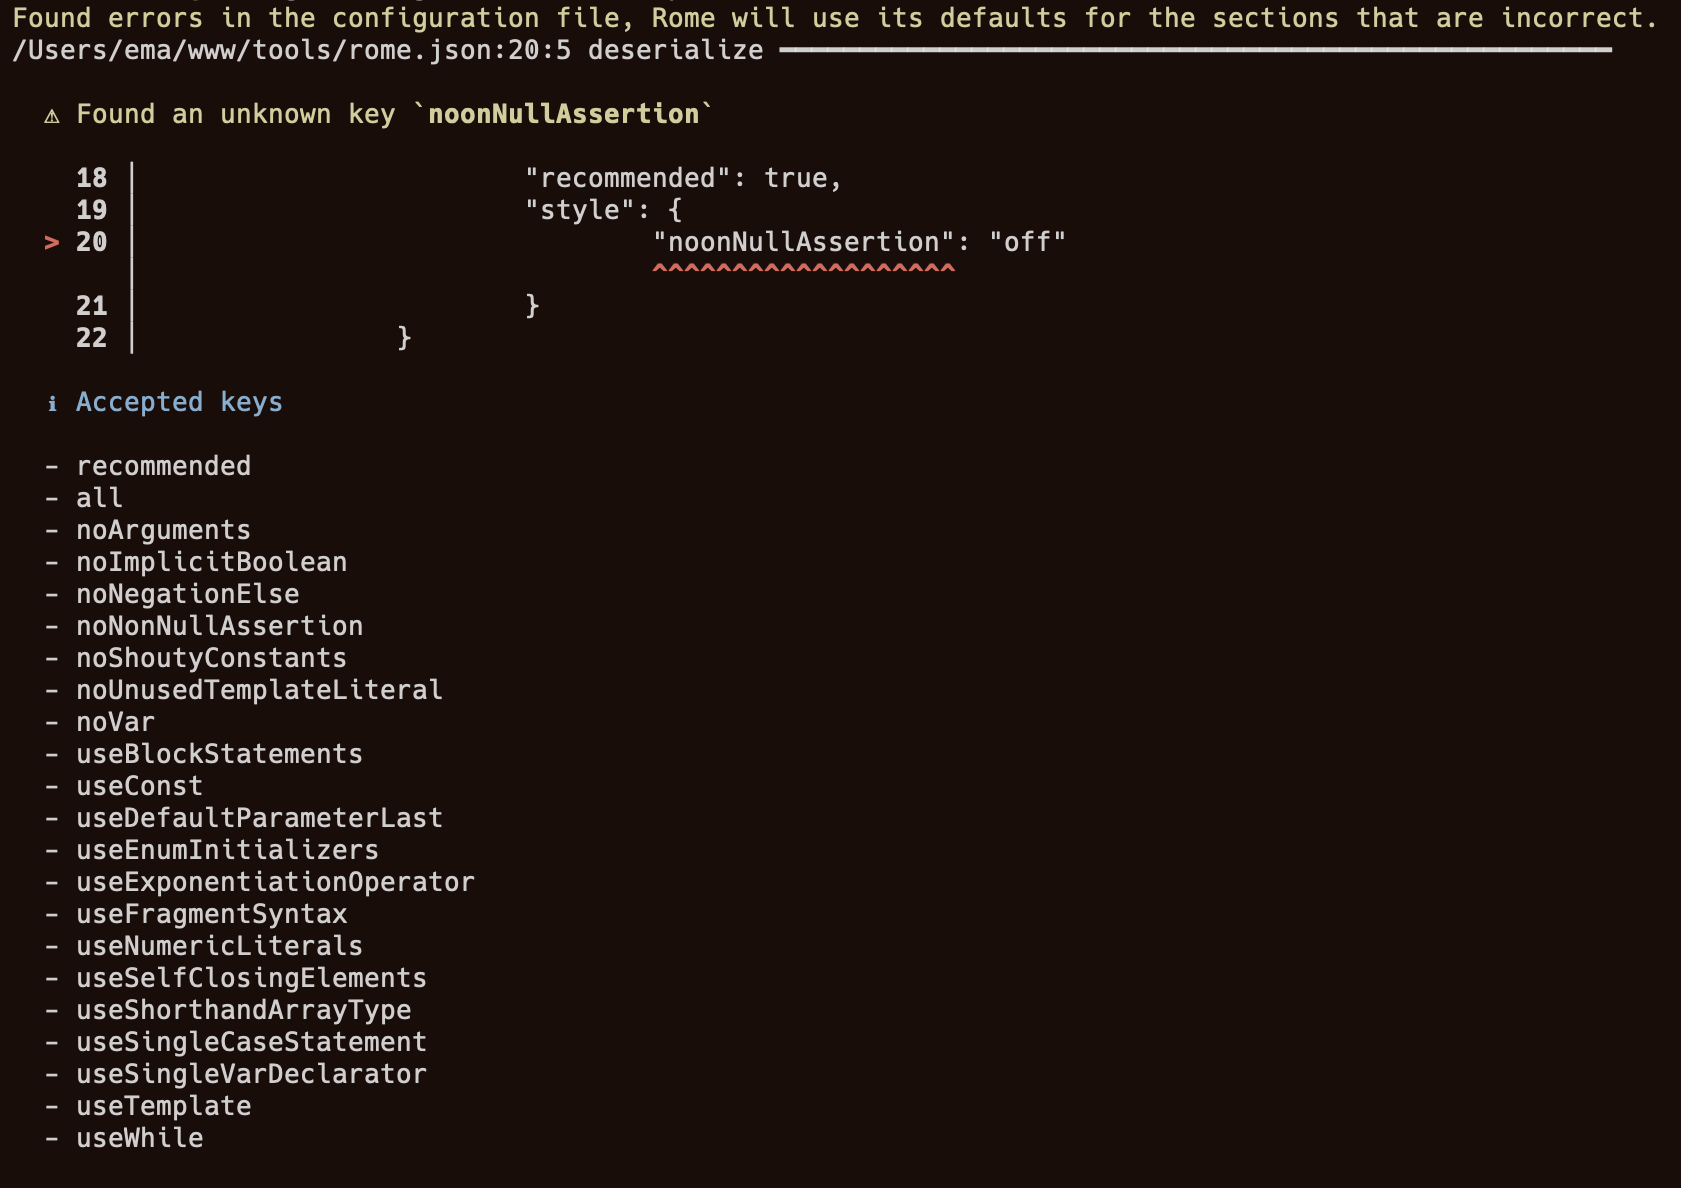 Found errors in the configuration file, Rome will use its defaults for the sections that are incorrect.
/Users/ema/www/tools/rome.json:20:5 deserialize ━━━━━━━━━━━━━━━━━━━━━━━━━━━━━━━━━━━━━━━━━━━━━━━━━━━━
⚠ Found an unknown key `noonNullAssertion`
18 │ "recommended": true,
19 │ "style": {
> 20 │ "noonNullAssertion": "off"
│ ^^^^^^^^^^^^^^^^^^^
21 │ }
22 │ }
ℹ Accepted keys
- recommended
- all
- noArguments
- noImplicitBoolean
- noNegationElse
- noNonNullAssertion
- noShoutyConstants
- noUnusedTemplateLiteral
- noVar
- useBlockStatements
- useConst
- useDefaultParameterLast
- useEnumInitializers
- useExponentiationOperator
- useFragmentSyntax
- useNumericLiterals
- useSelfClosingElements
- useShorthandArrayType
- useSingleCaseStatement
- useSingleVarDeclarator
- useTemplate
- useWhile